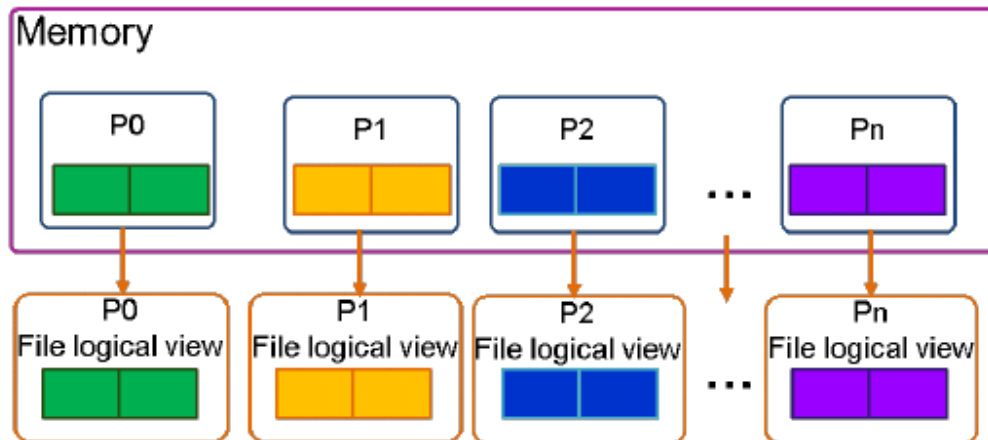 Memory
P0 P1 P2 Pn
...
P0 P1 P2 Pn
File logical view File logical view File logical view File logical view
...